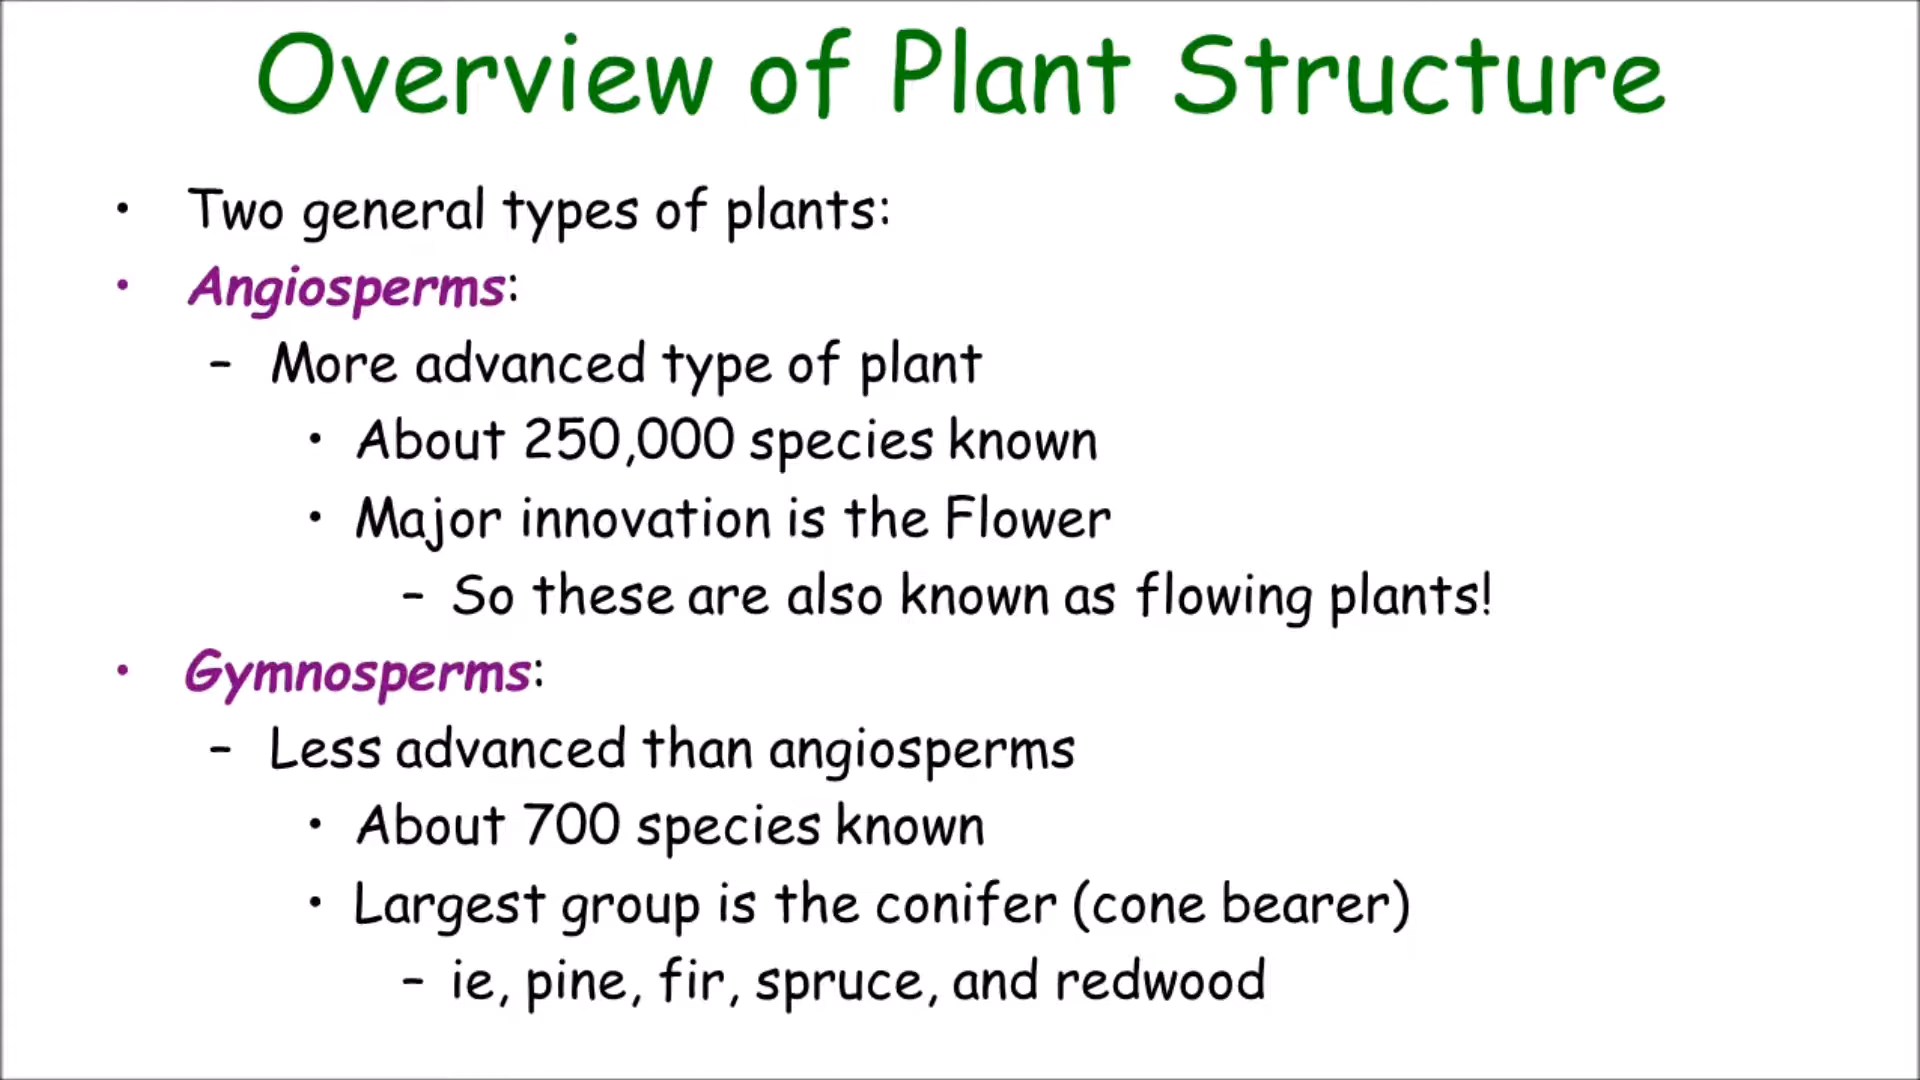 Overview of Plant Structure
• Two general types of plants:
• Angiosperms:
– More advanced type of plant
• About 250,000 species known
• Major innovation is the Flower
– So these are also known as flowing plants!
• Gymnosperms:
– Less advanced than angiosperms
• About 700 species known
• Largest group is the conifer (cone bearer)
– ie, pine, fir, spruce, and redwood